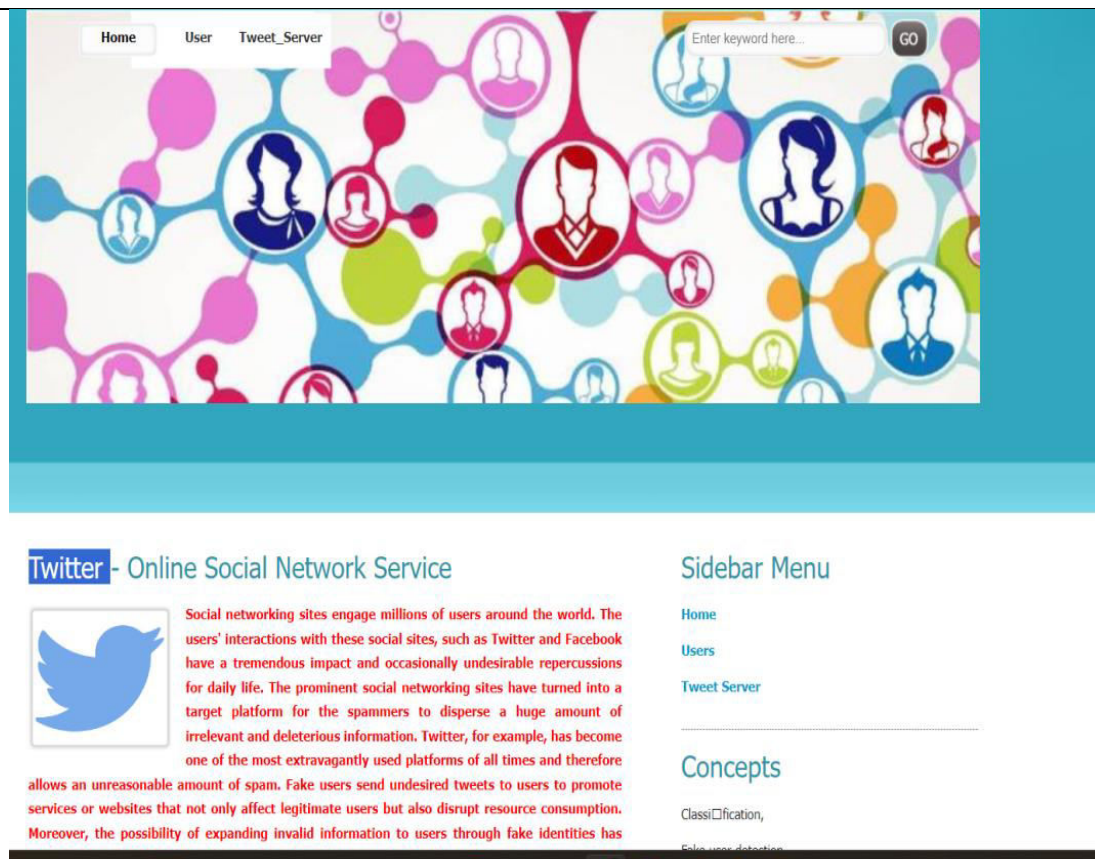 Home User Tweet_Server
Enter keyword here... GO
Twitter - Online Social Network Service
Social networking sites engage millions of users around the world. The
users' interactions with these social sites, such as Twitter and Facebook
have a tremendous impact and occasionally undesirable repercussions
for daily life. The prominent social networking sites have turned into a
target platform for the spammers to disperse a huge amount of
irrelevant and deleterious information. Twitter, for example, has become
one of the most extravagantly used platforms of all times and therefore
allows an unreasonable amount of spam. Fake users send undesired tweets to users to promote
services or websites that not only affect legitimate users but also disrupt resource consumption.
Moreover, the possibility of expanding invalid information to users through fake identities has
Sidebar Menu
Home
Users
Tweet Server
Concepts
Classi□fication,
Fake user detection